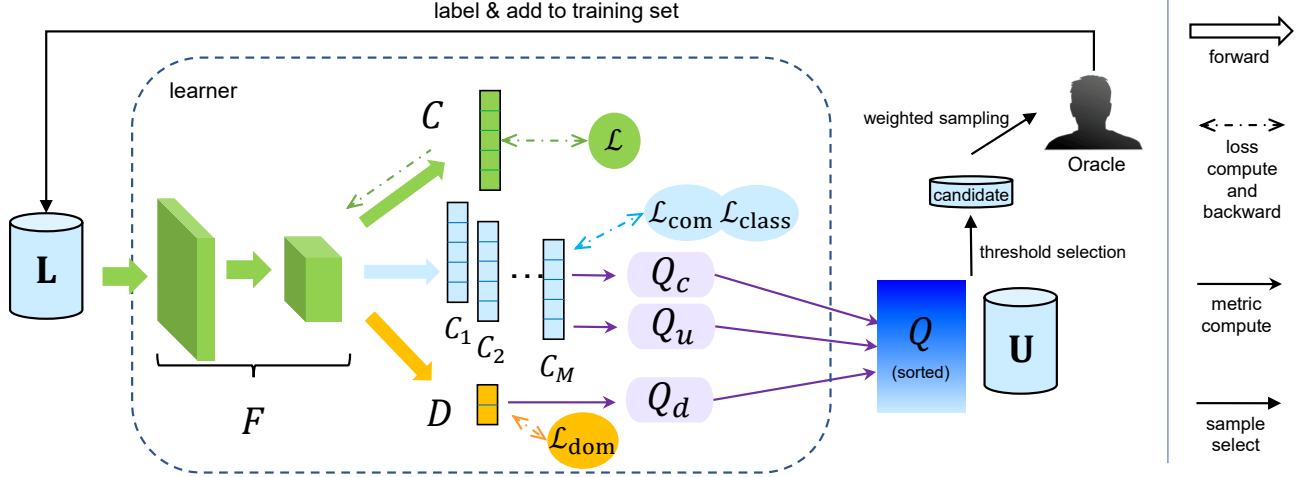 label & add to training set
learner
C
ℒ
weighted sampling
Oracle
candidate
threshold selection
L
ℒcom ℒclass
...
C1
C2
CM
Qc
Qu
Q
(sorted)
U
F
D
Qd
ℒdom
forward
loss
compute
and
backward
metric
compute
sample
select